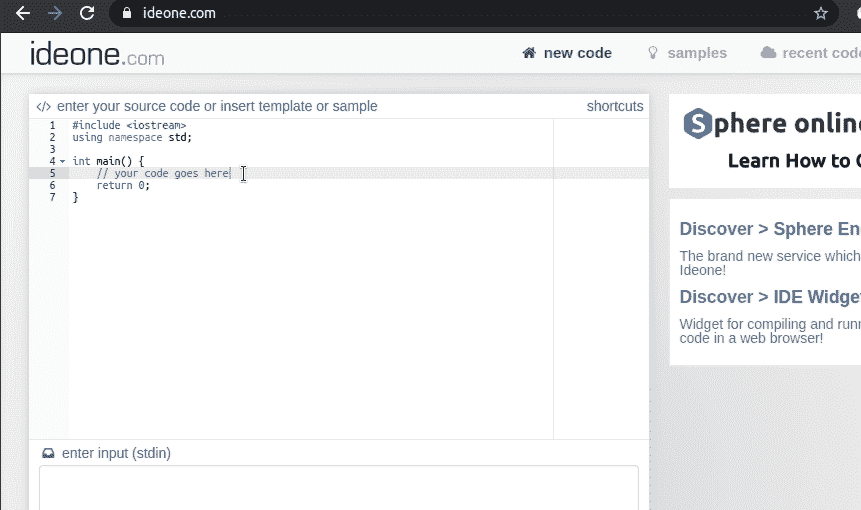 ideone.com
ideone.com
new code
samples
recent cod
</> enter your source code or insert template or sample
shortcuts
1 #include <iostream>
2 using namespace std;
3
4 int main() {
5 // your code goes here
6 return 0;
7 }
enter input (stdin)
Sphere onlin
Learn How to C
Discover > Sphere En
The brand new service which
Ideone!
Discover > IDE Widge
Widget for compiling and runn
code in a web browser!